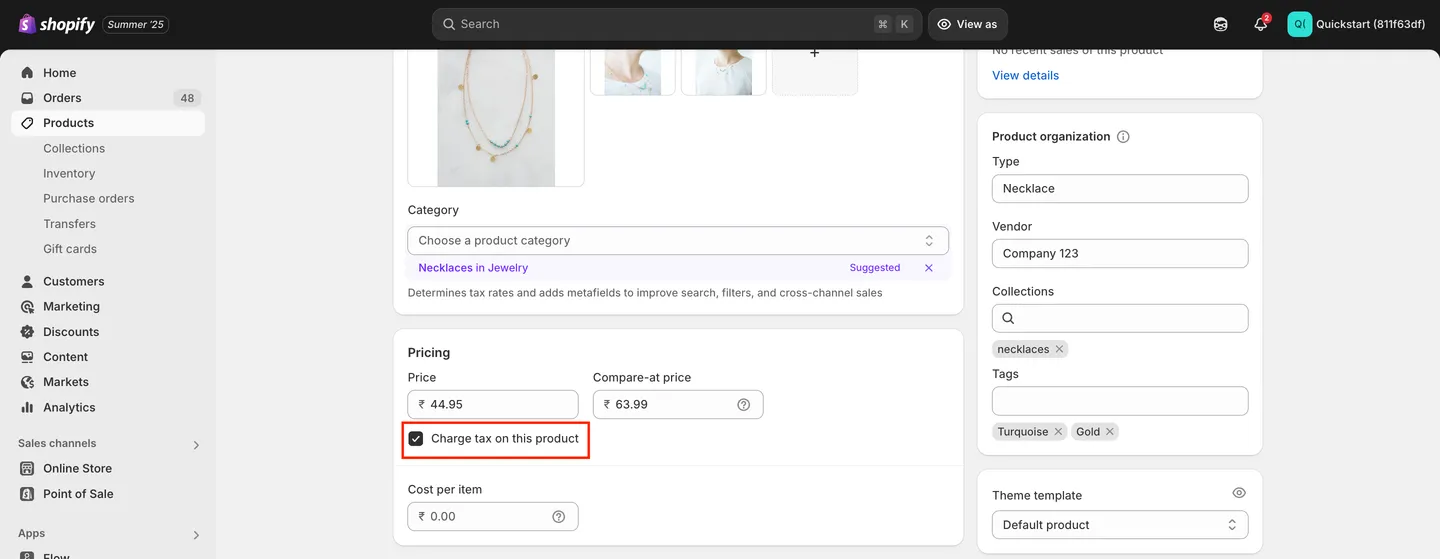 shopify Summer '25
Search ⌘ K
View as
2
Q( Quickstart (811f63df)
Home
Orders 48
Products
Collections
Inventory
Purchase orders
Transfers
Gift cards
Customers
Marketing
Discounts
Content
Markets
Analytics
Sales channels
Online Store
Point of Sale
Apps
Flow
Category
Choose a product category
Necklaces in Jewelry Suggested
Determines tax rates and adds metafields to improve search, filters, and cross-channel sales
Pricing
Price Compare-at price
₹ 44.95 ₹ 63.99
Charge tax on this product
Cost per item
₹ 0.00
No recent sales of this product
View details
Product organization
Type
Necklace
Vendor
Company 123
Collections
necklaces
Tags
Turquoise Gold
Theme template
Default product